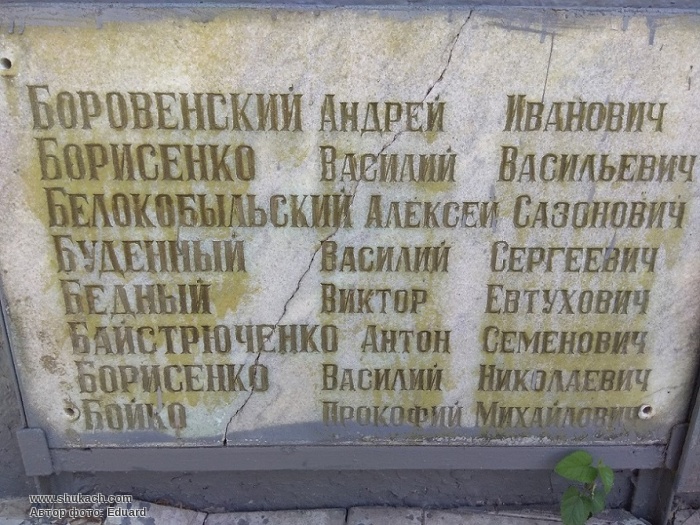 БОРОВЕНСКИЙ АНДРЕЙ ИВАНОВИЧ
БОРИСЕНКО ВАСИЛИЙ ВАСИЛЬЕВИЧ
БЕЛОКОБЫЛЬСКИЙ АЛЕКСЕЙ САЗОНОВИЧ
БУДЕННЫЙ ВАСИЛИЙ СЕРГЕЕВИЧ
БЕДНЫЙ ВИКТОР ЕВТУХОВИЧ
БАЙСТРЮЧЕНКО АНТОН СЕМЕНОВИЧ
БОРИСЕНКО ВАСИЛИЙ НИКОЛАЕВИЧ
БОЙКО ПРОКОФИЙ МИХАЙЛОВИЧ
www.shukach.com
Автор фото: Eduard